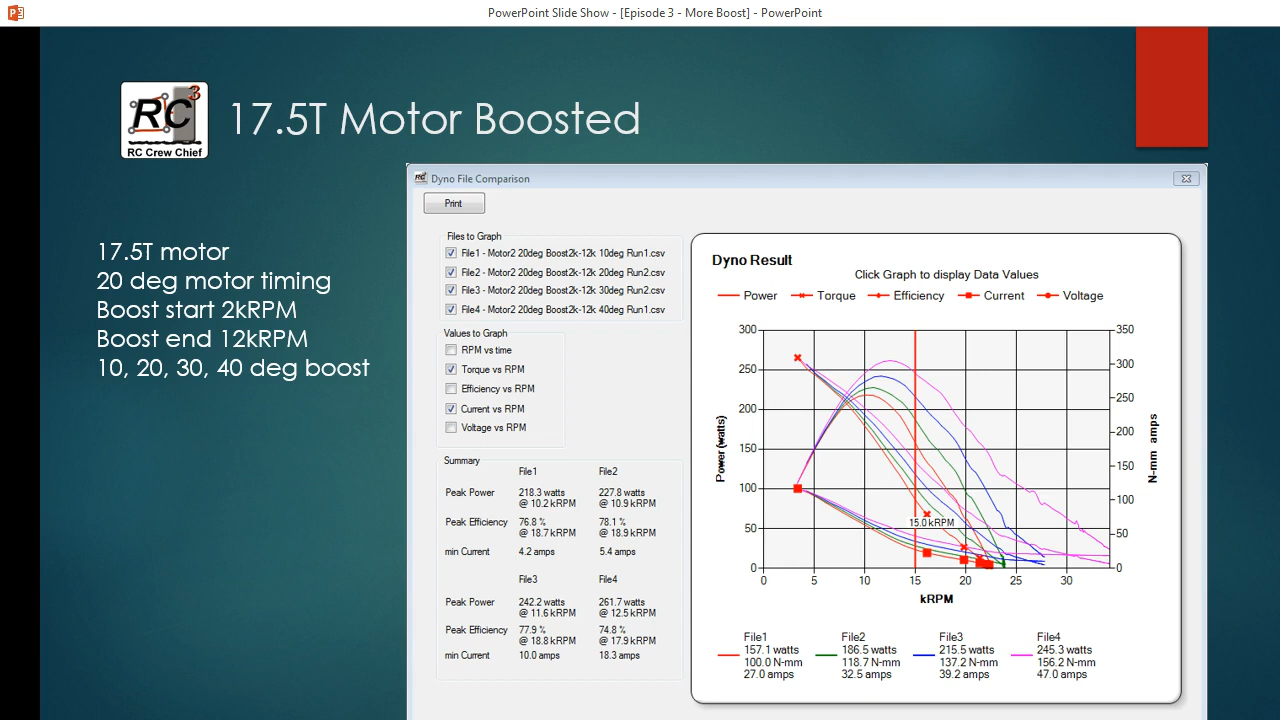 PowerPoint Slide Show - [Episode 3 - More Boost] - PowerPoint
RC3
RC Crew Chief
17.5T Motor Boosted
17.5T motor
20 deg motor timing
Boost start 2kRPM
Boost end 12kRPM
10, 20, 30, 40 deg boost
Dyno File Comparison
Print
Files to Graph
File1 - Motor2 20deg Boost2k-12k 10deg Run1.csv
File2 - Motor2 20deg Boost2k-12k 20deg Run1.csv
File3 - Motor2 20deg Boost2k-12k 30deg Run2.csv
File4 - Motor2 20deg Boost2k-12k 40deg Run1.csv
Values to Graph
RPM vs time
Torque vs RPM
Efficiency vs RPM
Current vs RPM
Voltage vs RPM
Summary
File1 File2
Peak Power 218.3 watts 227.8 watts
@ 10.2 kRPM @ 10.9 kRPM
Peak Efficiency 76.8 % 78.1 %
@ 18.7 kRPM @ 18.9 kRPM
min Current 4.2 amps 5.4 amps
File3 File4
Peak Power 242.2 watts 261.7 watts
@ 11.6 kRPM @ 12.5 kRPM
Peak Efficiency 77.9 % 74.8 %
@ 18.8 kRPM @ 17.9 kRPM
min Current 10.0 amps 18.3 amps
Dyno Result
Click Graph to display Data Values
Power Torque Efficiency Current Voltage
300 350
250 300
200 250
150 200
100 150
50 100
0 50
0
Power (watts)
N-mm amps
15.0 kRPM
0 5 10 15 20 25 30
kRPM
File1 File2 File3 File4
157.1 watts 186.5 watts 215.5 watts 245.3 watts
100.0 N-mm 118.7 N-mm 137.2 N-mm 156.2 N-mm
27.0 amps 32.5 amps 39.2 amps 47.0 amps